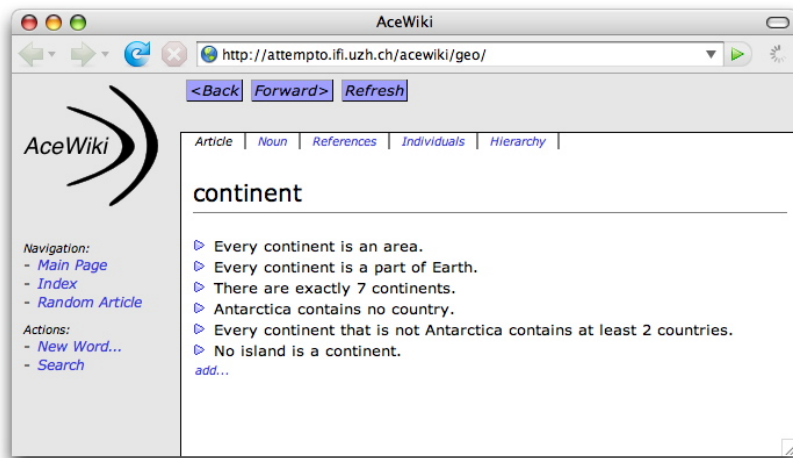 AceWiki
http://attempto.ifi.uzh.ch/acewiki/geo/
<Back Forward> Refresh
AceWiki
Article Noun References Individuals Hierarchy
continent
Navigation:
- Main Page
- Index
- Random Article
Actions:
- New Word...
- Search
Every continent is an area.
Every continent is a part of Earth.
There are exactly 7 continents.
Antarctica contains no country.
Every continent that is not Antarctica contains at least 2 countries.
No island is a continent.
add...